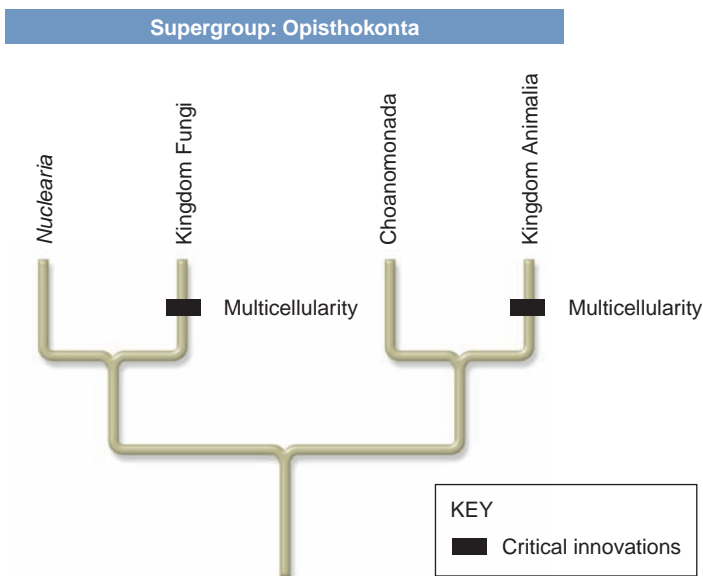 Supergroup: Opisthokonta
Nuclearia
Kingdom Fungi
Choanomonada
Kingdom Animalia
Multicellularity
Multicellularity
KEY
Critical innovations